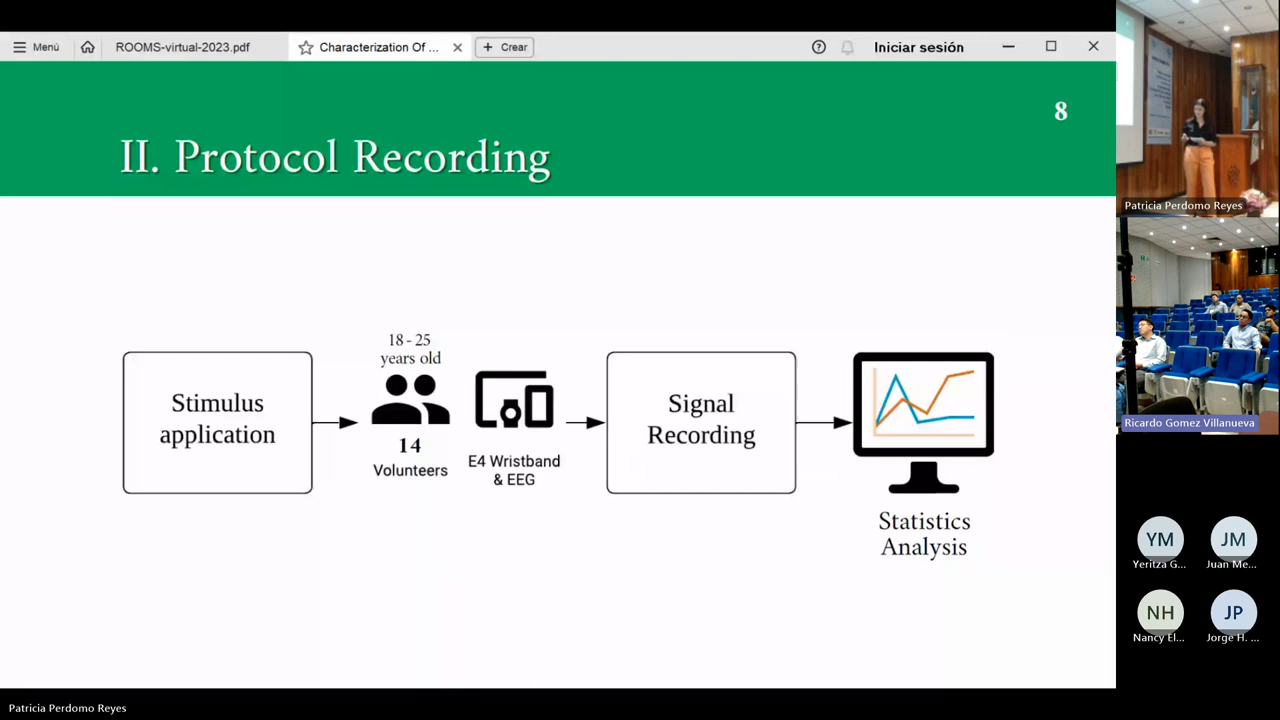 Menú
ROOMS-virtual-2023.pdf
Characterization Of ...
Crear
Iniciar sesión
8
II. Protocol Recording
Stimulus
application
18 - 25
years old
14
Volunteers
E4 Wristband
& EEG
Signal
Recording
Statistics
Analysis
Patricia Perdomo Reyes
Ricardo Gomez Villanueva
YM
Yeritza G...
JM
Juan Me...
NH
Nancy El...
JP
Jorge H. ...
Patricia Perdomo Reyes